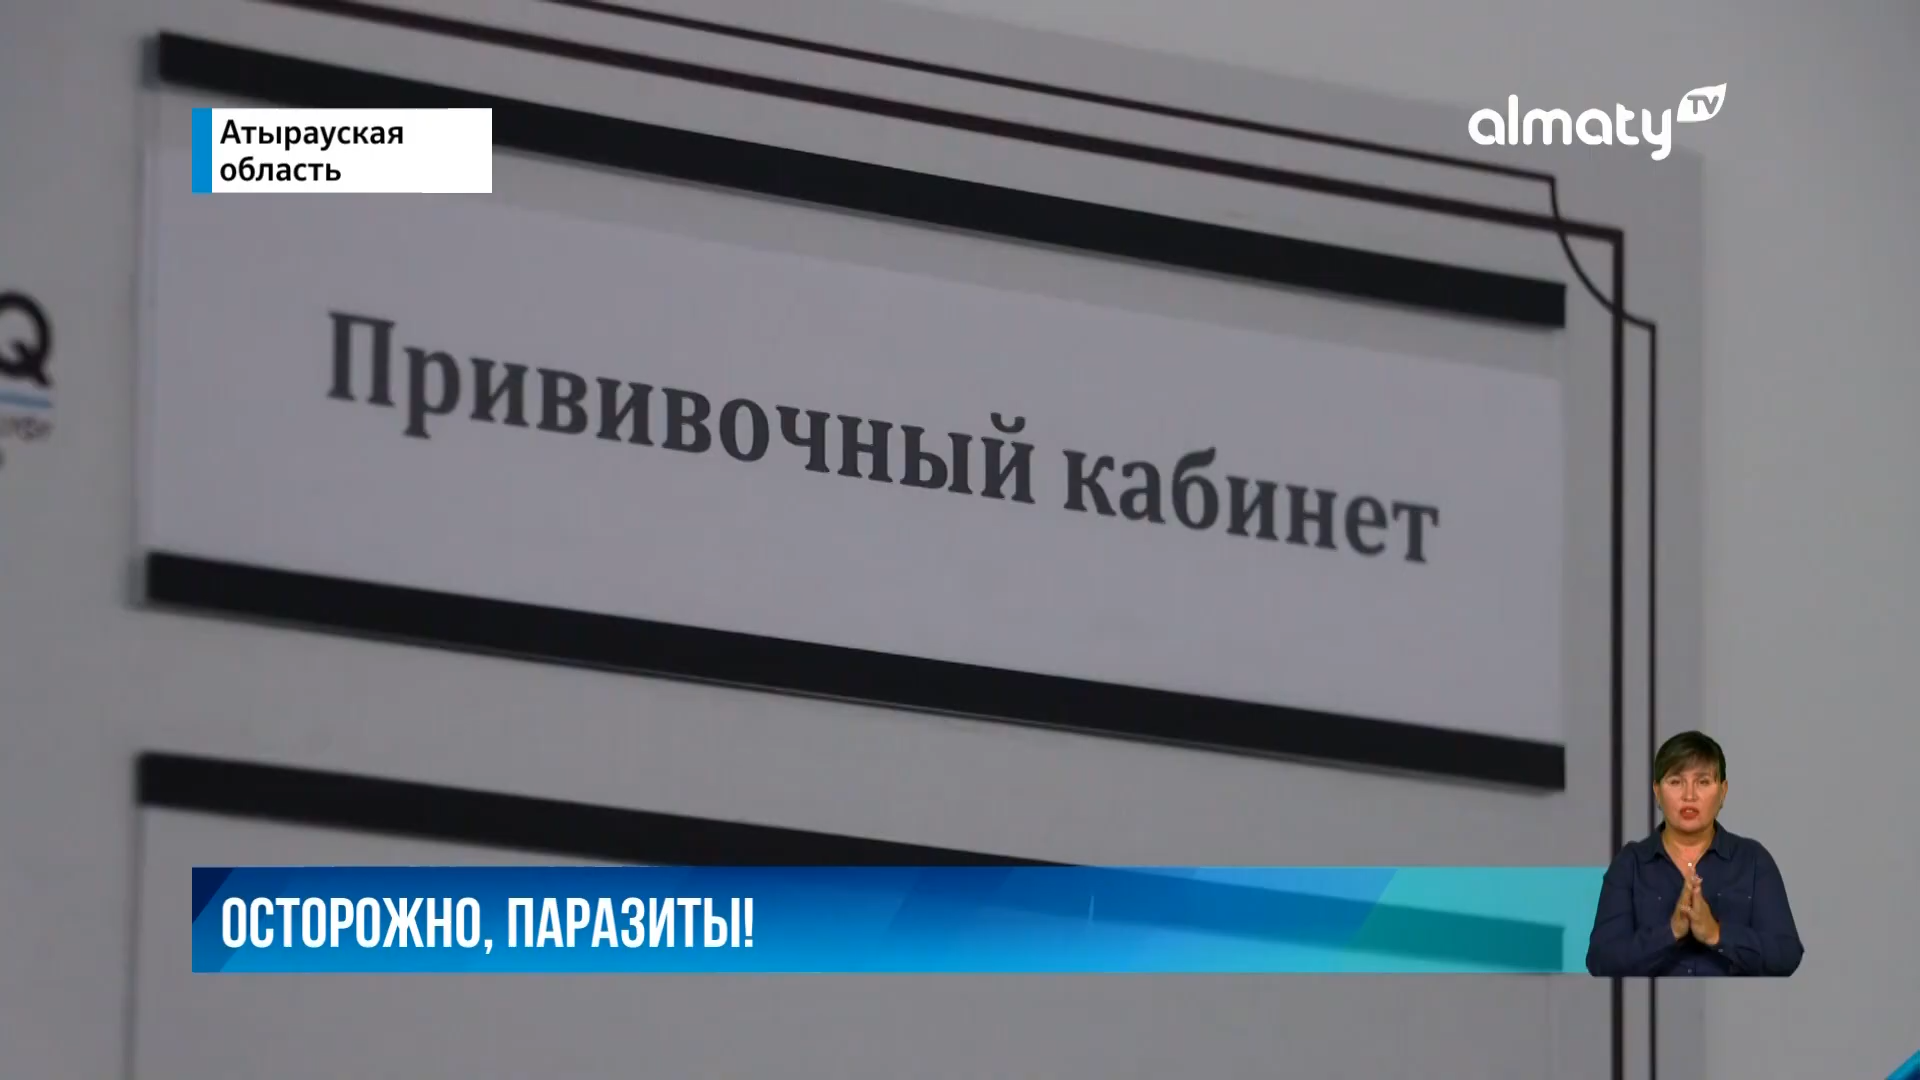 Атырауская
область
almaty TV
Q
Прививочный кабинет
ОСТОРОЖНО, ПАРАЗИТЫ!